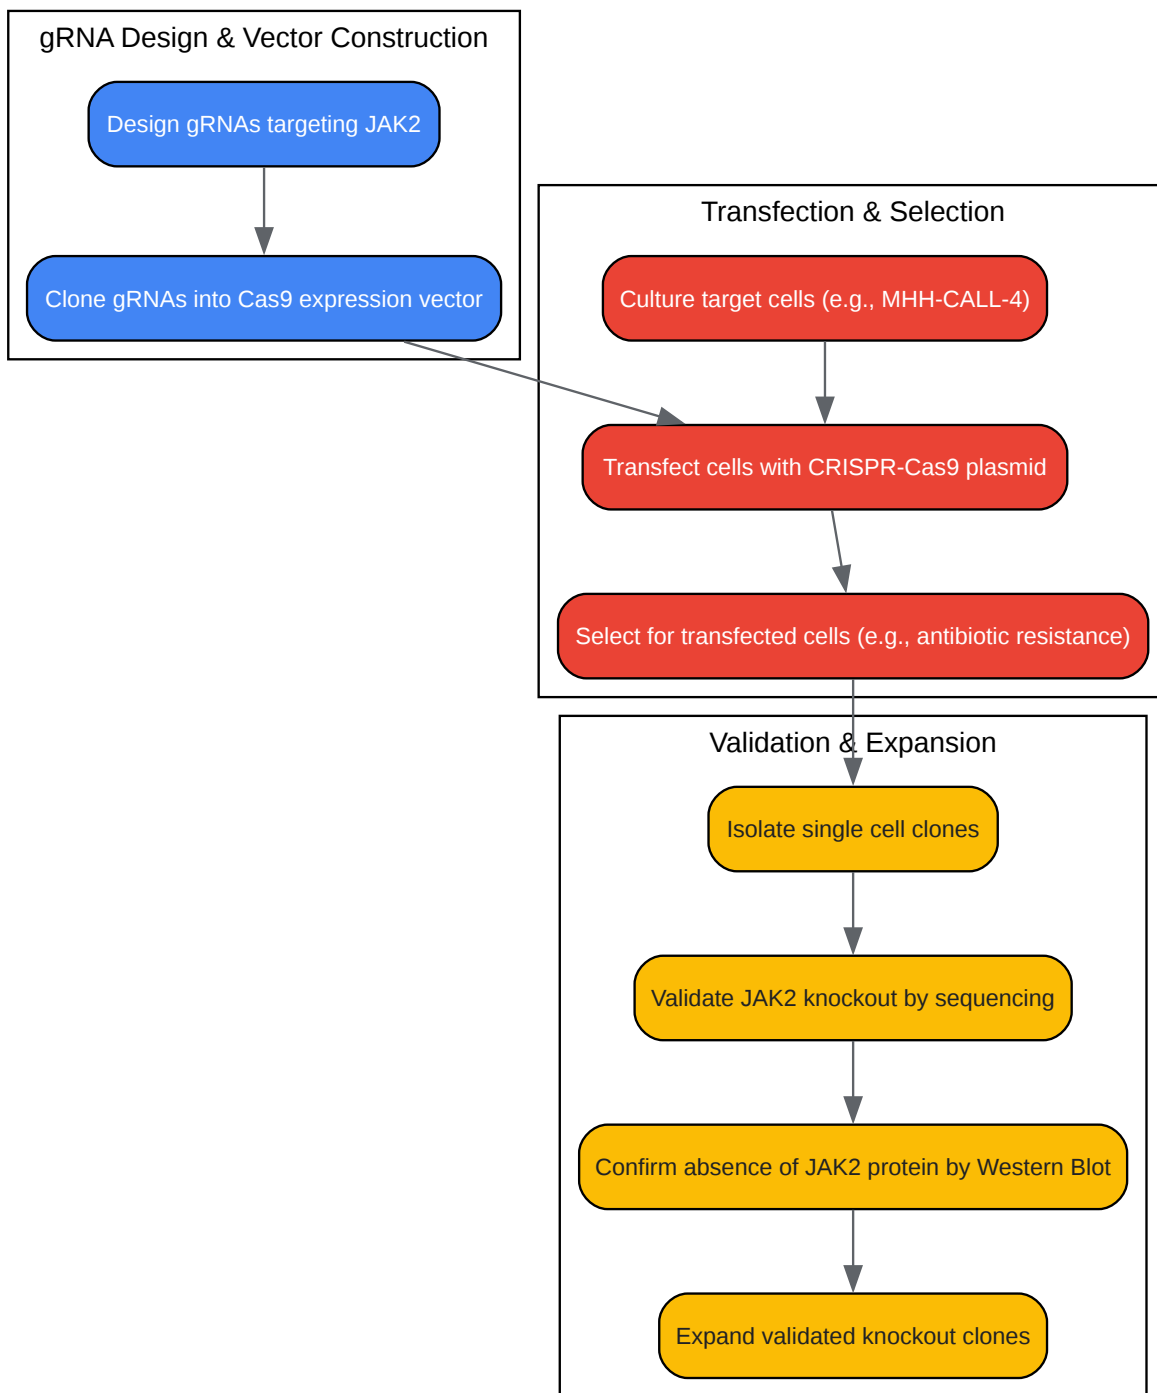 gRNA Design & Vector Construction
Design gRNAs targeting JAK2
Clone gRNAs into Cas9 expression vector
Transfection & Selection
Culture target cells (e.g., MHH-CALL-4)
Transfect cells with CRISPR-Cas9 plasmid
Select for transfected cells (e.g., antibiotic resistance)
Validation & Expansion
Isolate single cell clones
Validate JAK2 knockout by sequencing
Confirm absence of JAK2 protein by Western Blot
Expand validated knockout clones